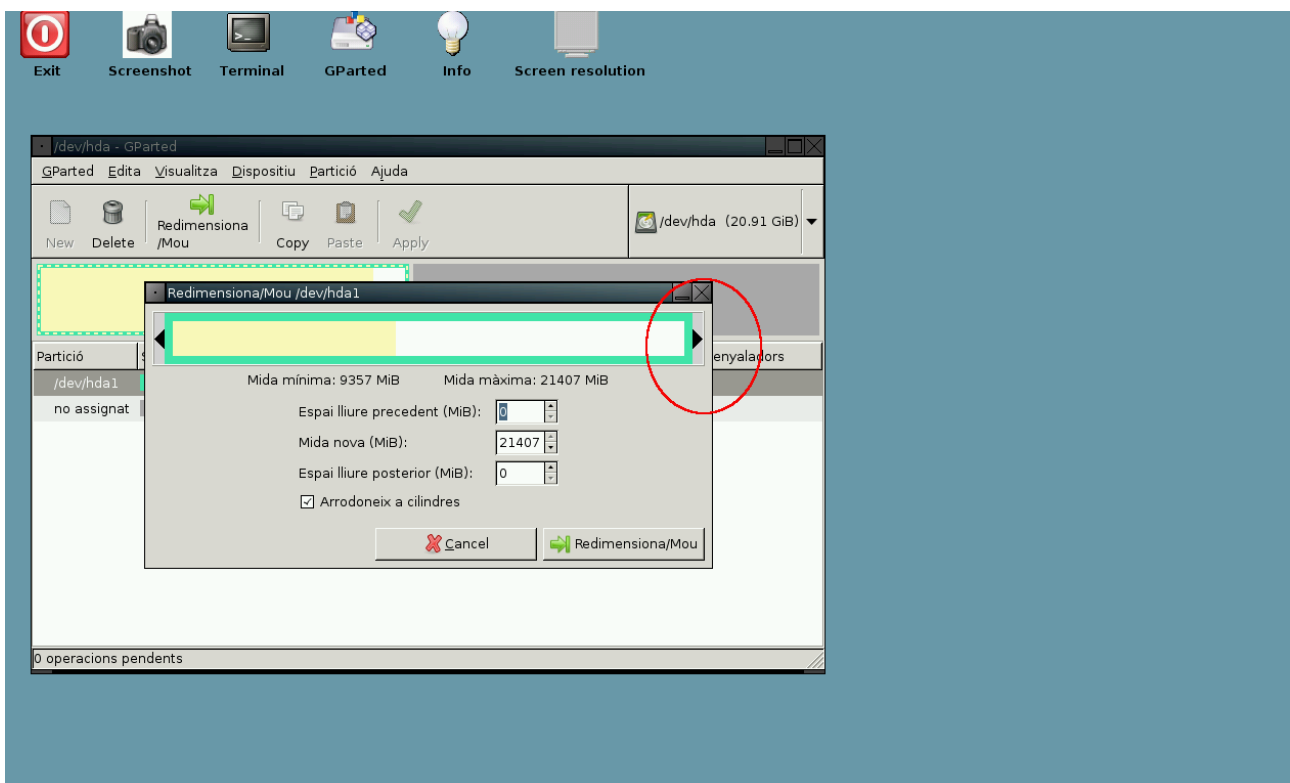 Exit Screenshot Terminal GParted Info Screen resolution
/dev/hda - GParted
GParted Edita Visualitza Dispositiu Partició Ajuda
New Delete Redimensiona /Mou Copy Paste Apply /dev/hda (20.91 GiB)
Redimensiona/Mou /dev/hda1
Partició enyaladors
/dev/hda1
Mida mínima: 9357 MiB Mida màxima: 21407 MiB
no assignat
Espai lliure precedent (MiB): 0
Mida nova (MiB): 21407
Espai lliure posterior (MiB): 0
Arrodoneix a cilindres
Cancel Redimensiona/Mou
0 operacions pendents